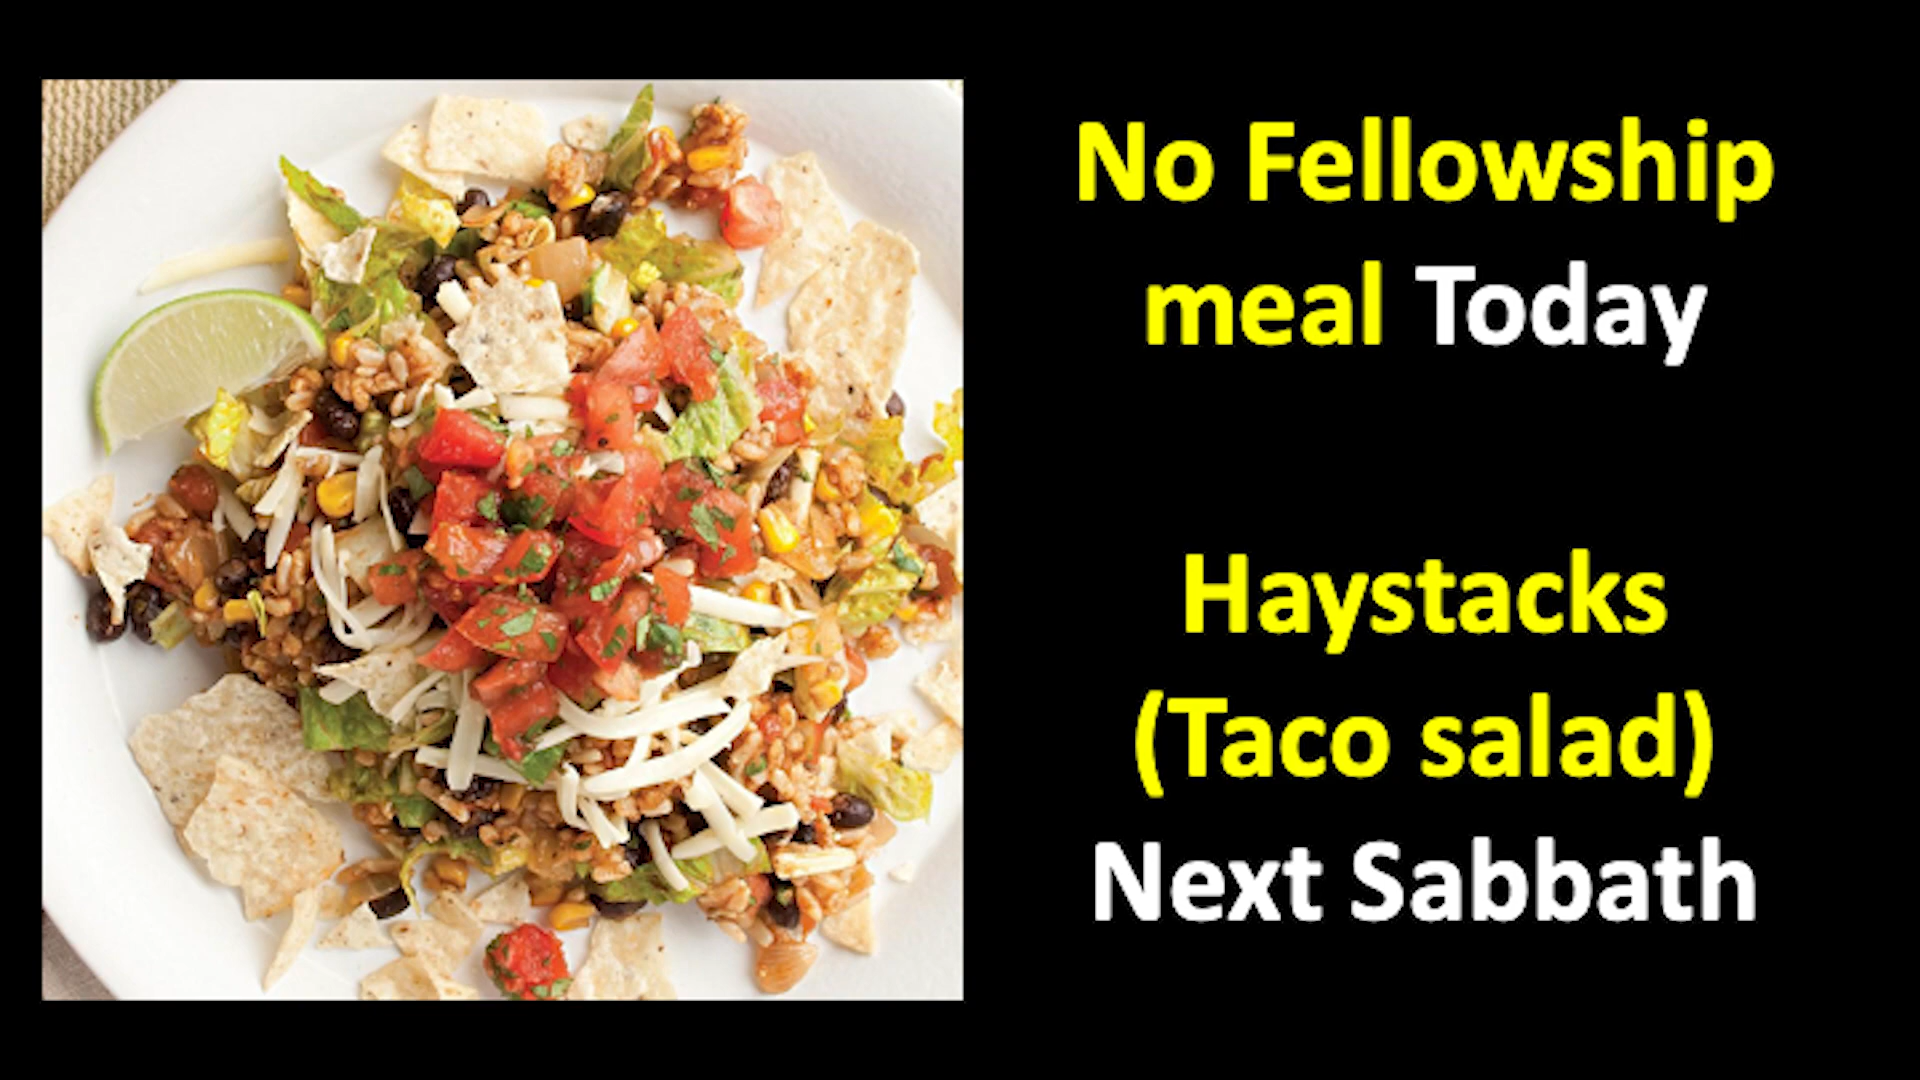 No Fellowship
meal Today
Haystacks
(Taco salad)
Next Sabbath